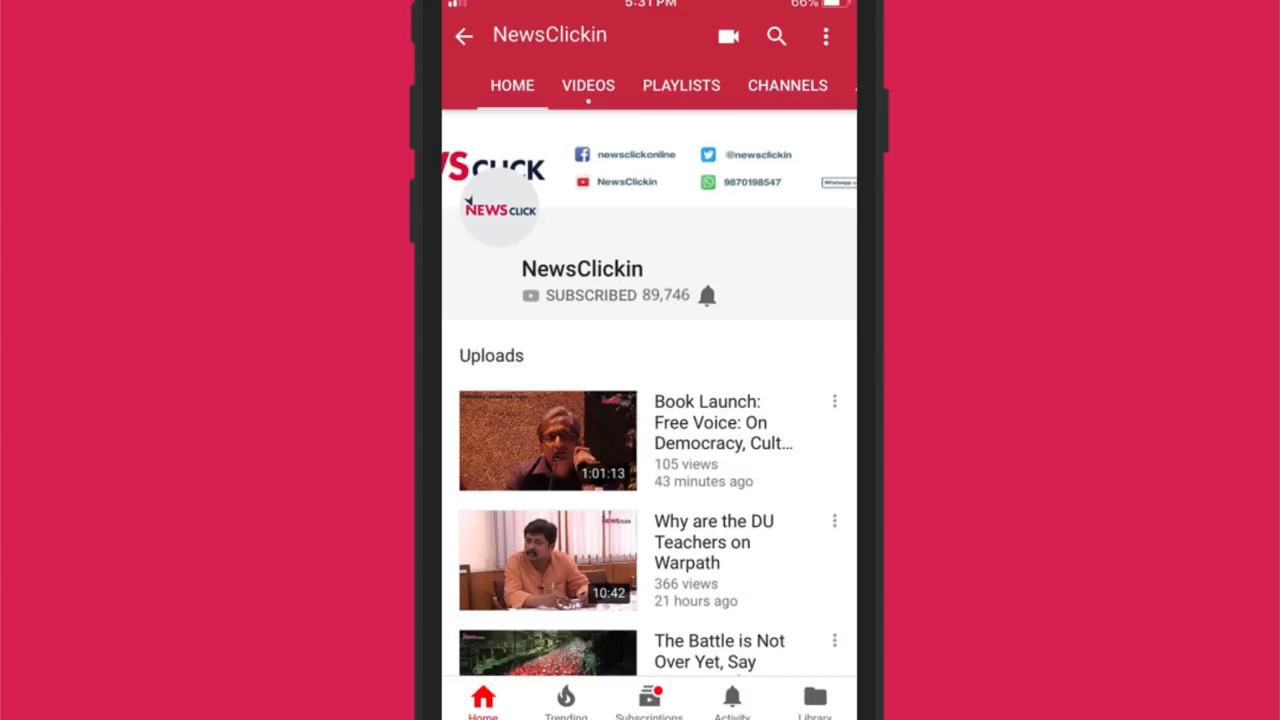 5:31 PM
66%
NewsClickin
HOME VIDEOS PLAYLISTS CHANNELS
CLICK
newsclickonline @newsclickin
NewsClickin 9870198547
NEWSCLICK
NewsClickin
SUBSCRIBED 89,746
Uploads
Book Launch:
Free Voice: On
Democracy, Cult...
105 views
43 minutes ago
1:01:13
Why are the DU
Teachers on
Warpath
366 views
21 hours ago
NEWSCLICK
10:42
The Battle is Not
Over Yet, Say
Home Trending Subscriptions Activity Library